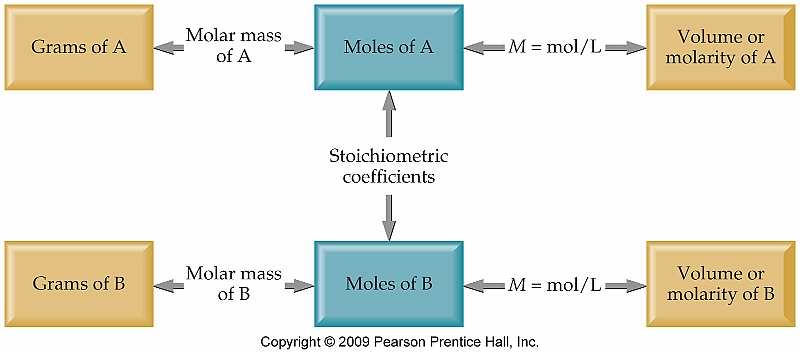 Grams of A
Molar mass
of A
Moles of A
M = mol/L
Volume or
molarity of A
Stoichiometric
coefficients
Grams of B
Molar mass
of B
Moles of B
M = mol/L
Volume or
molarity of B
Copyright © 2009 Pearson Prentice Hall, Inc.